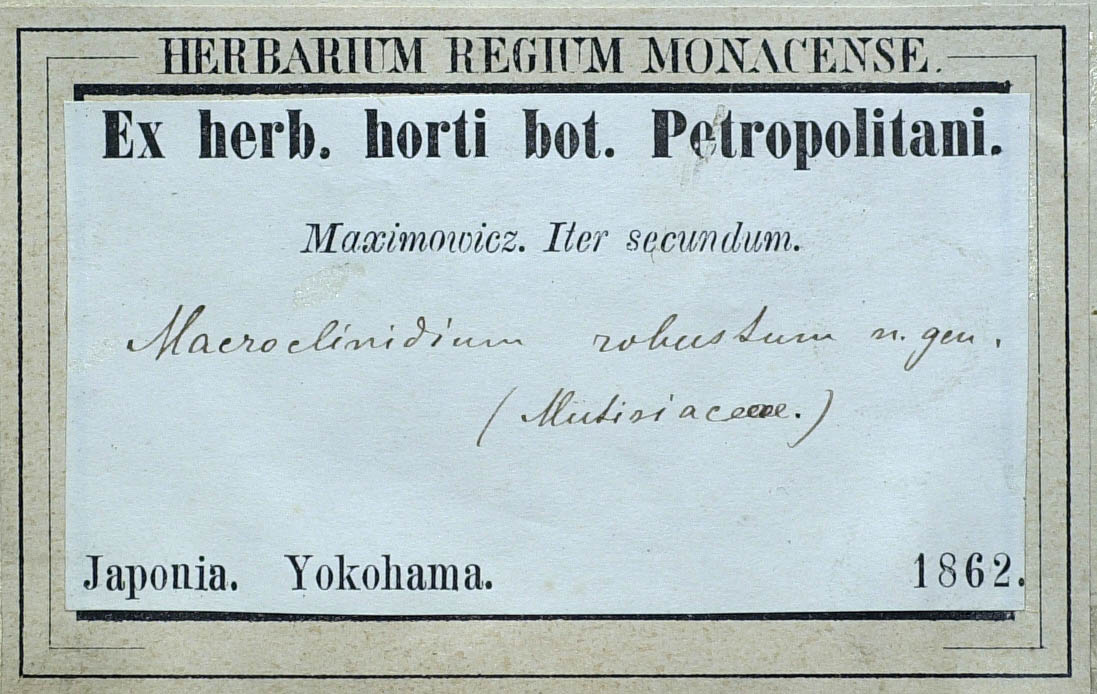 HERBARIUM REGIUM MONACENSE.
Ex herb. horti bot. Petropolitani.
Maximowicz. Iter secundum.
Macroclinidium robustum n. gen.
(Mutisiaceae.)
Japonia. Yokohama. 1862.